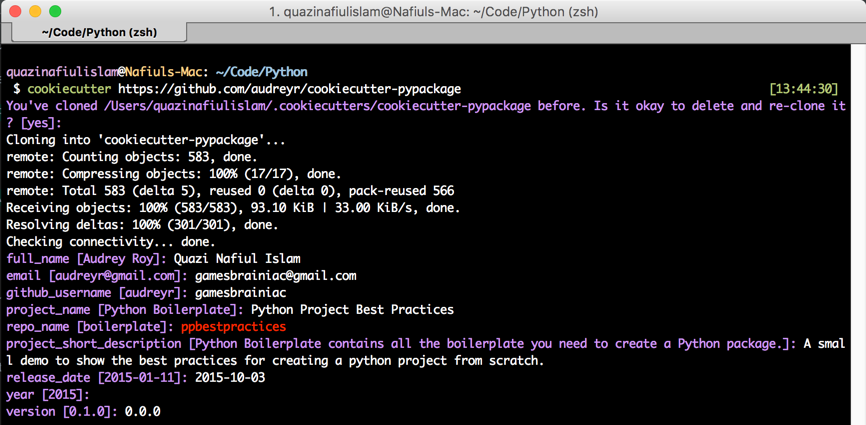 1. quazinafiulislam@Nafiuls-Mac: ~/Code/Python (zsh)
~/Code/Python (zsh)
quazinafiulislam@Nafiuls-Mac: ~/Code/Python
$ cookiecutter https://github.com/audreyr/cookiecutter-pypackage [13:44:30]
You've cloned /Users/quazinafiulislam/.cookiecutters/cookiecutter-pypackage before. Is it okay to delete and re-clone it
? [yes]:
Cloning into 'cookiecutter-pypackage'...
remote: Counting objects: 583, done.
remote: Compressing objects: 100% (17/17), done.
remote: Total 583 (delta 5), reused 0 (delta 0), pack-reused 566
Receiving objects: 100% (583/583), 93.10 KiB | 33.00 KiB/s, done.
Resolving deltas: 100% (301/301), done.
Checking connectivity... done.
full_name [Audrey Roy]: Quazi Nafiul Islam
email [audreyr@gmail.com]: gamesbrainiac@gmail.com
github_username [audreyr]: gamesbrainiac
project_name [Python Boilerplate]: Python Project Best Practices
repo_name [boilerplate]: ppbestpractices
project_short_description [Python Boilerplate contains all the boilerplate you need to create a Python package.]: A smal
l demo to show the best practices for creating a python project from scratch.
release_date [2015-01-11]: 2015-10-03
year [2015]:
version [0.1.0]: 0.0.0